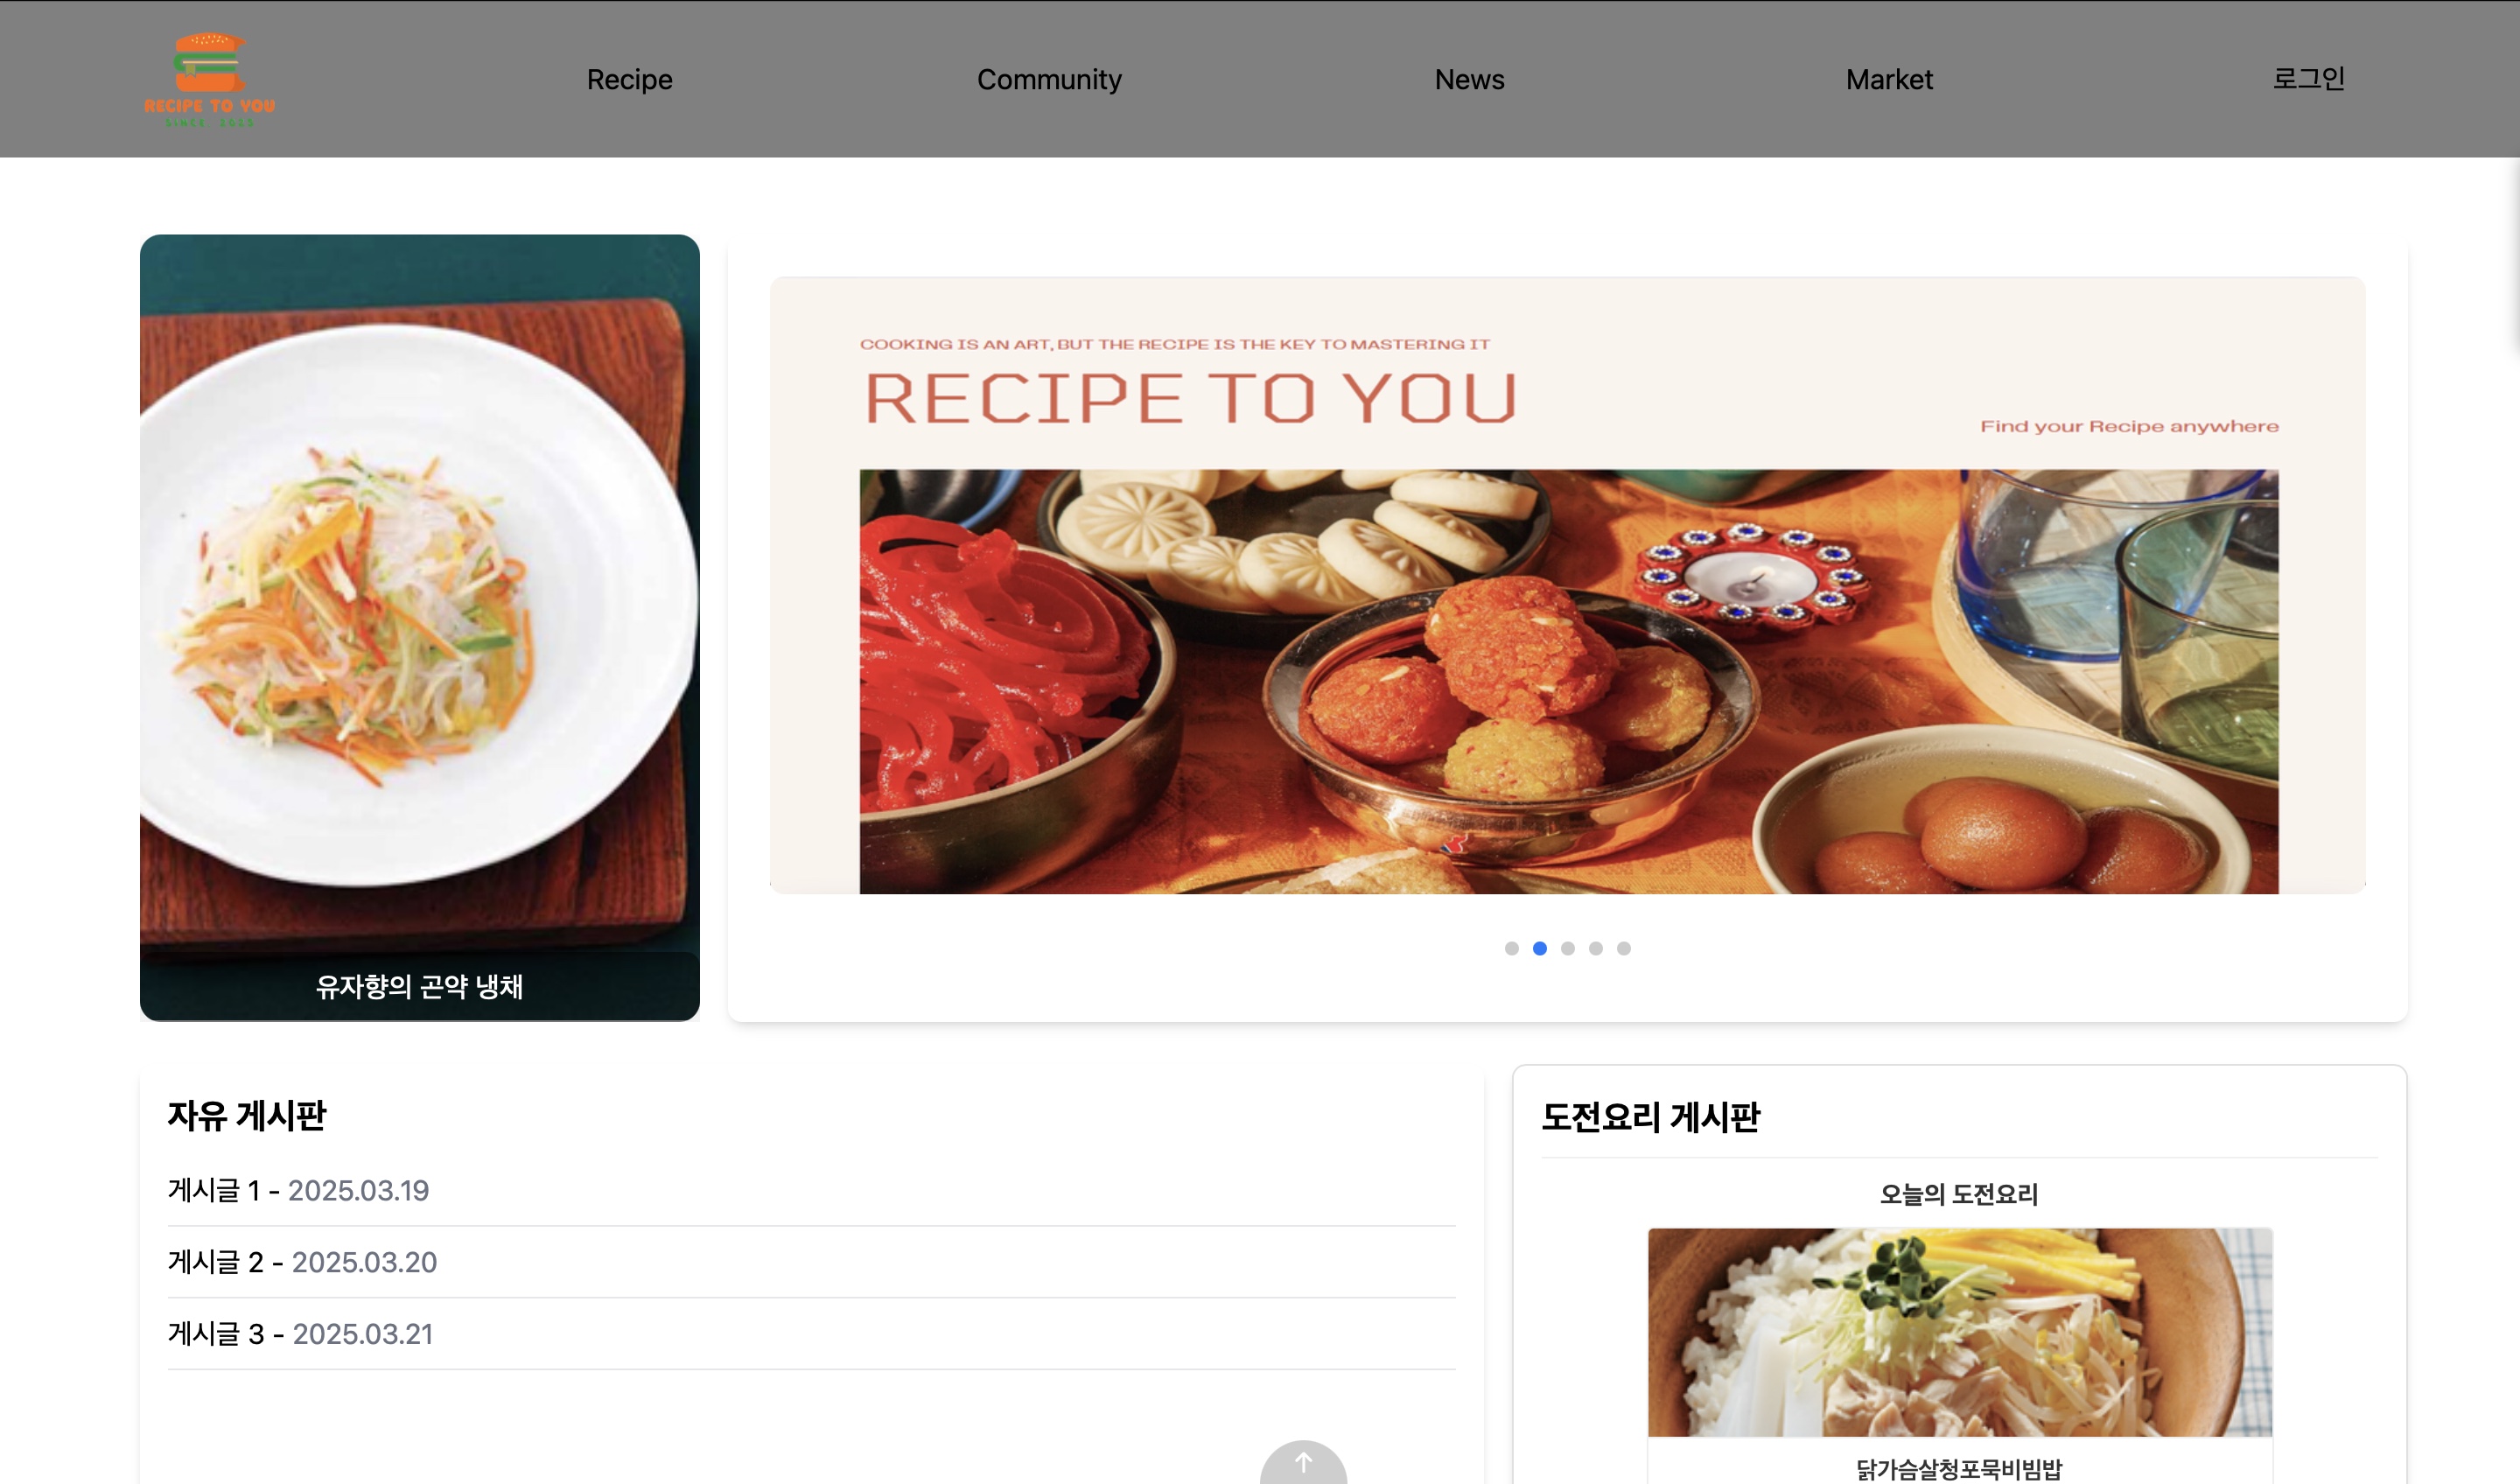 RECIPE TO YOU
SINCE 2025
Recipe
Community
News
Market
로그인
유자향의 곤약 냉채
COOKING IS AN ART, BUT THE RECIPE IS THE KEY TO MASTERING IT
RECIPE TO YOU
Find your Recipe anywhere
자유 게시판
게시글 1 - 2025.03.19
게시글 2 - 2025.03.20
게시글 3 - 2025.03.21
도전요리 게시판
오늘의 도전요리
닭가슴살청포묵비빔밥